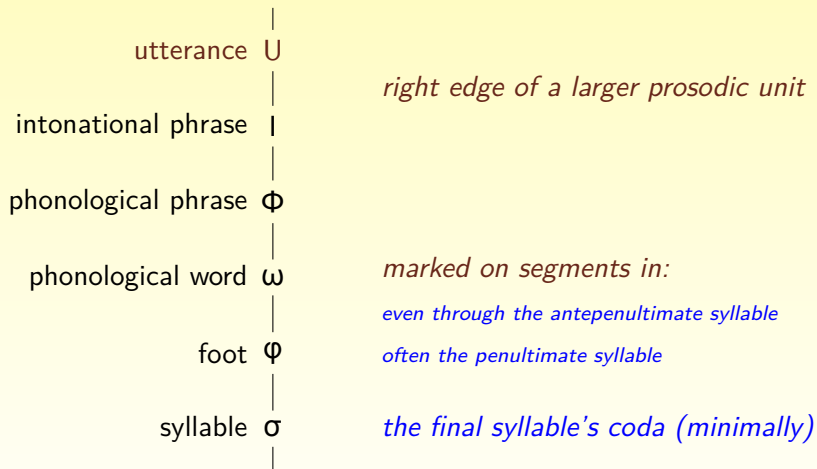 utterance U
right edge of a larger prosodic unit
intonational phrase I
phonological phrase Φ
phonological word ω
marked on segments in:
even through the antepenultimate syllable
foot φ
often the penultimate syllable
syllable σ
the final syllable's coda (minimally)